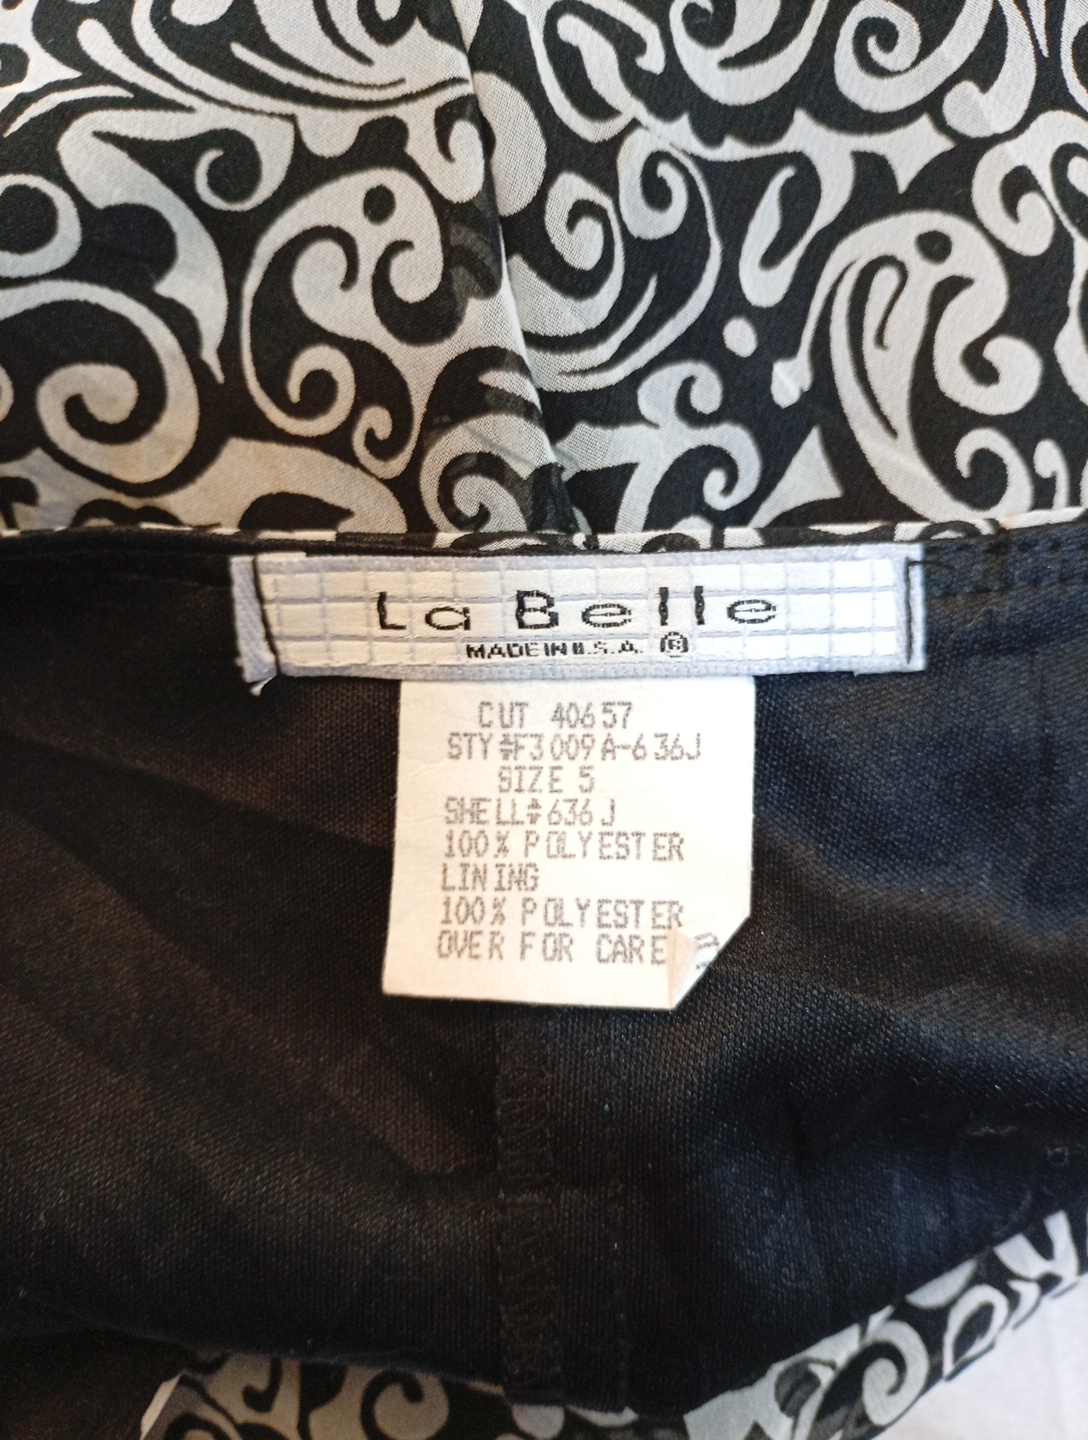 La Belle
MADE IN U.S.A. ®
CUT 40657
STY#F3009A-636J
SIZE 5
SHELL#636J
100% POLYESTER
LINING
100% POLYESTER
OVER FOR CARE